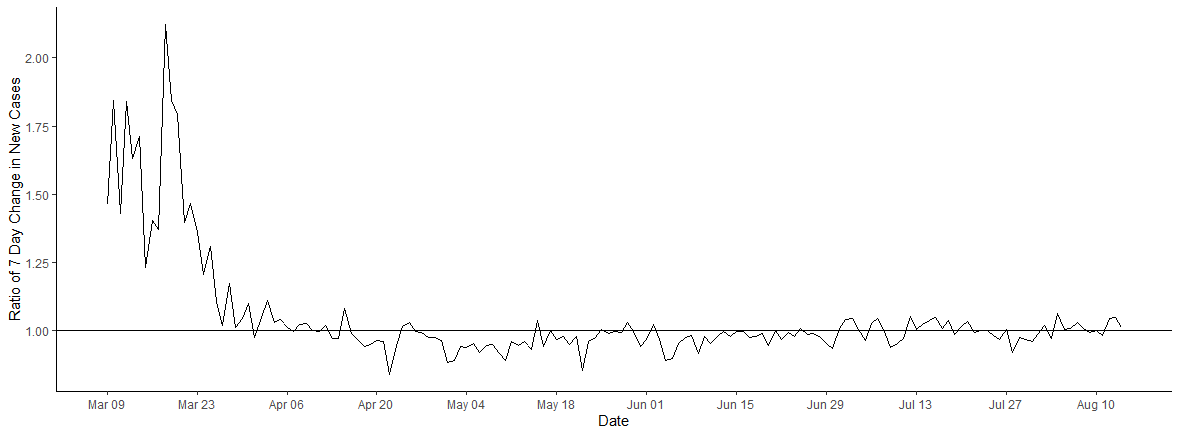 Ratio of 7 Day Change in New Cases
2.00
1.75
1.50
1.25
1.00
Mar 09 Mar 23 Apr 06 Apr 20 May 04 May 18 Jun 01 Jun 15 Jun 29 Jul 13 Jul 27 Aug 10
Date